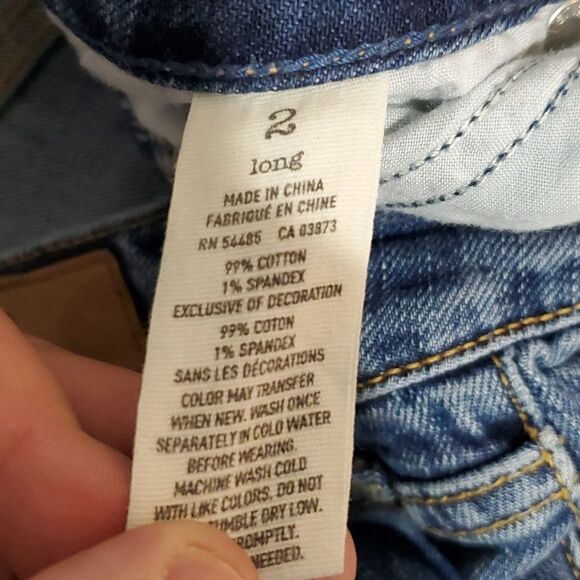 2
long
MADE IN CHINA
FABRIQUÉ EN CHINE
RN 54485 CA 03873
99% COTTON
1% SPANDEX
EXCLUSIVE OF DECORATION
99% COTON
1% SPANDEX
SANS LES DÉCORATIONS
COLOR MAY TRANSFER
WHEN NEW. WASH ONCE
SEPARATELY IN COLD WATER
BEFORE WEARING.
MACHINE WASH COLD
WITH LIKE COLORS. DO NOT
DRY LOW.
NEEDED.